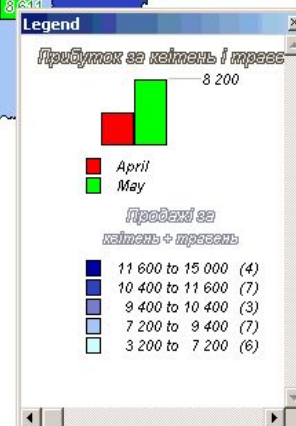 8 611
Legend
Прибуток за квітень і травє
8 200
April
May
Продажі за
квітень + травень
11 600 to 15 000 (4)
10 400 to 11 600 (7)
9 400 to 10 400 (3)
7 200 to 9 400 (7)
3 200 to 7 200 (6)